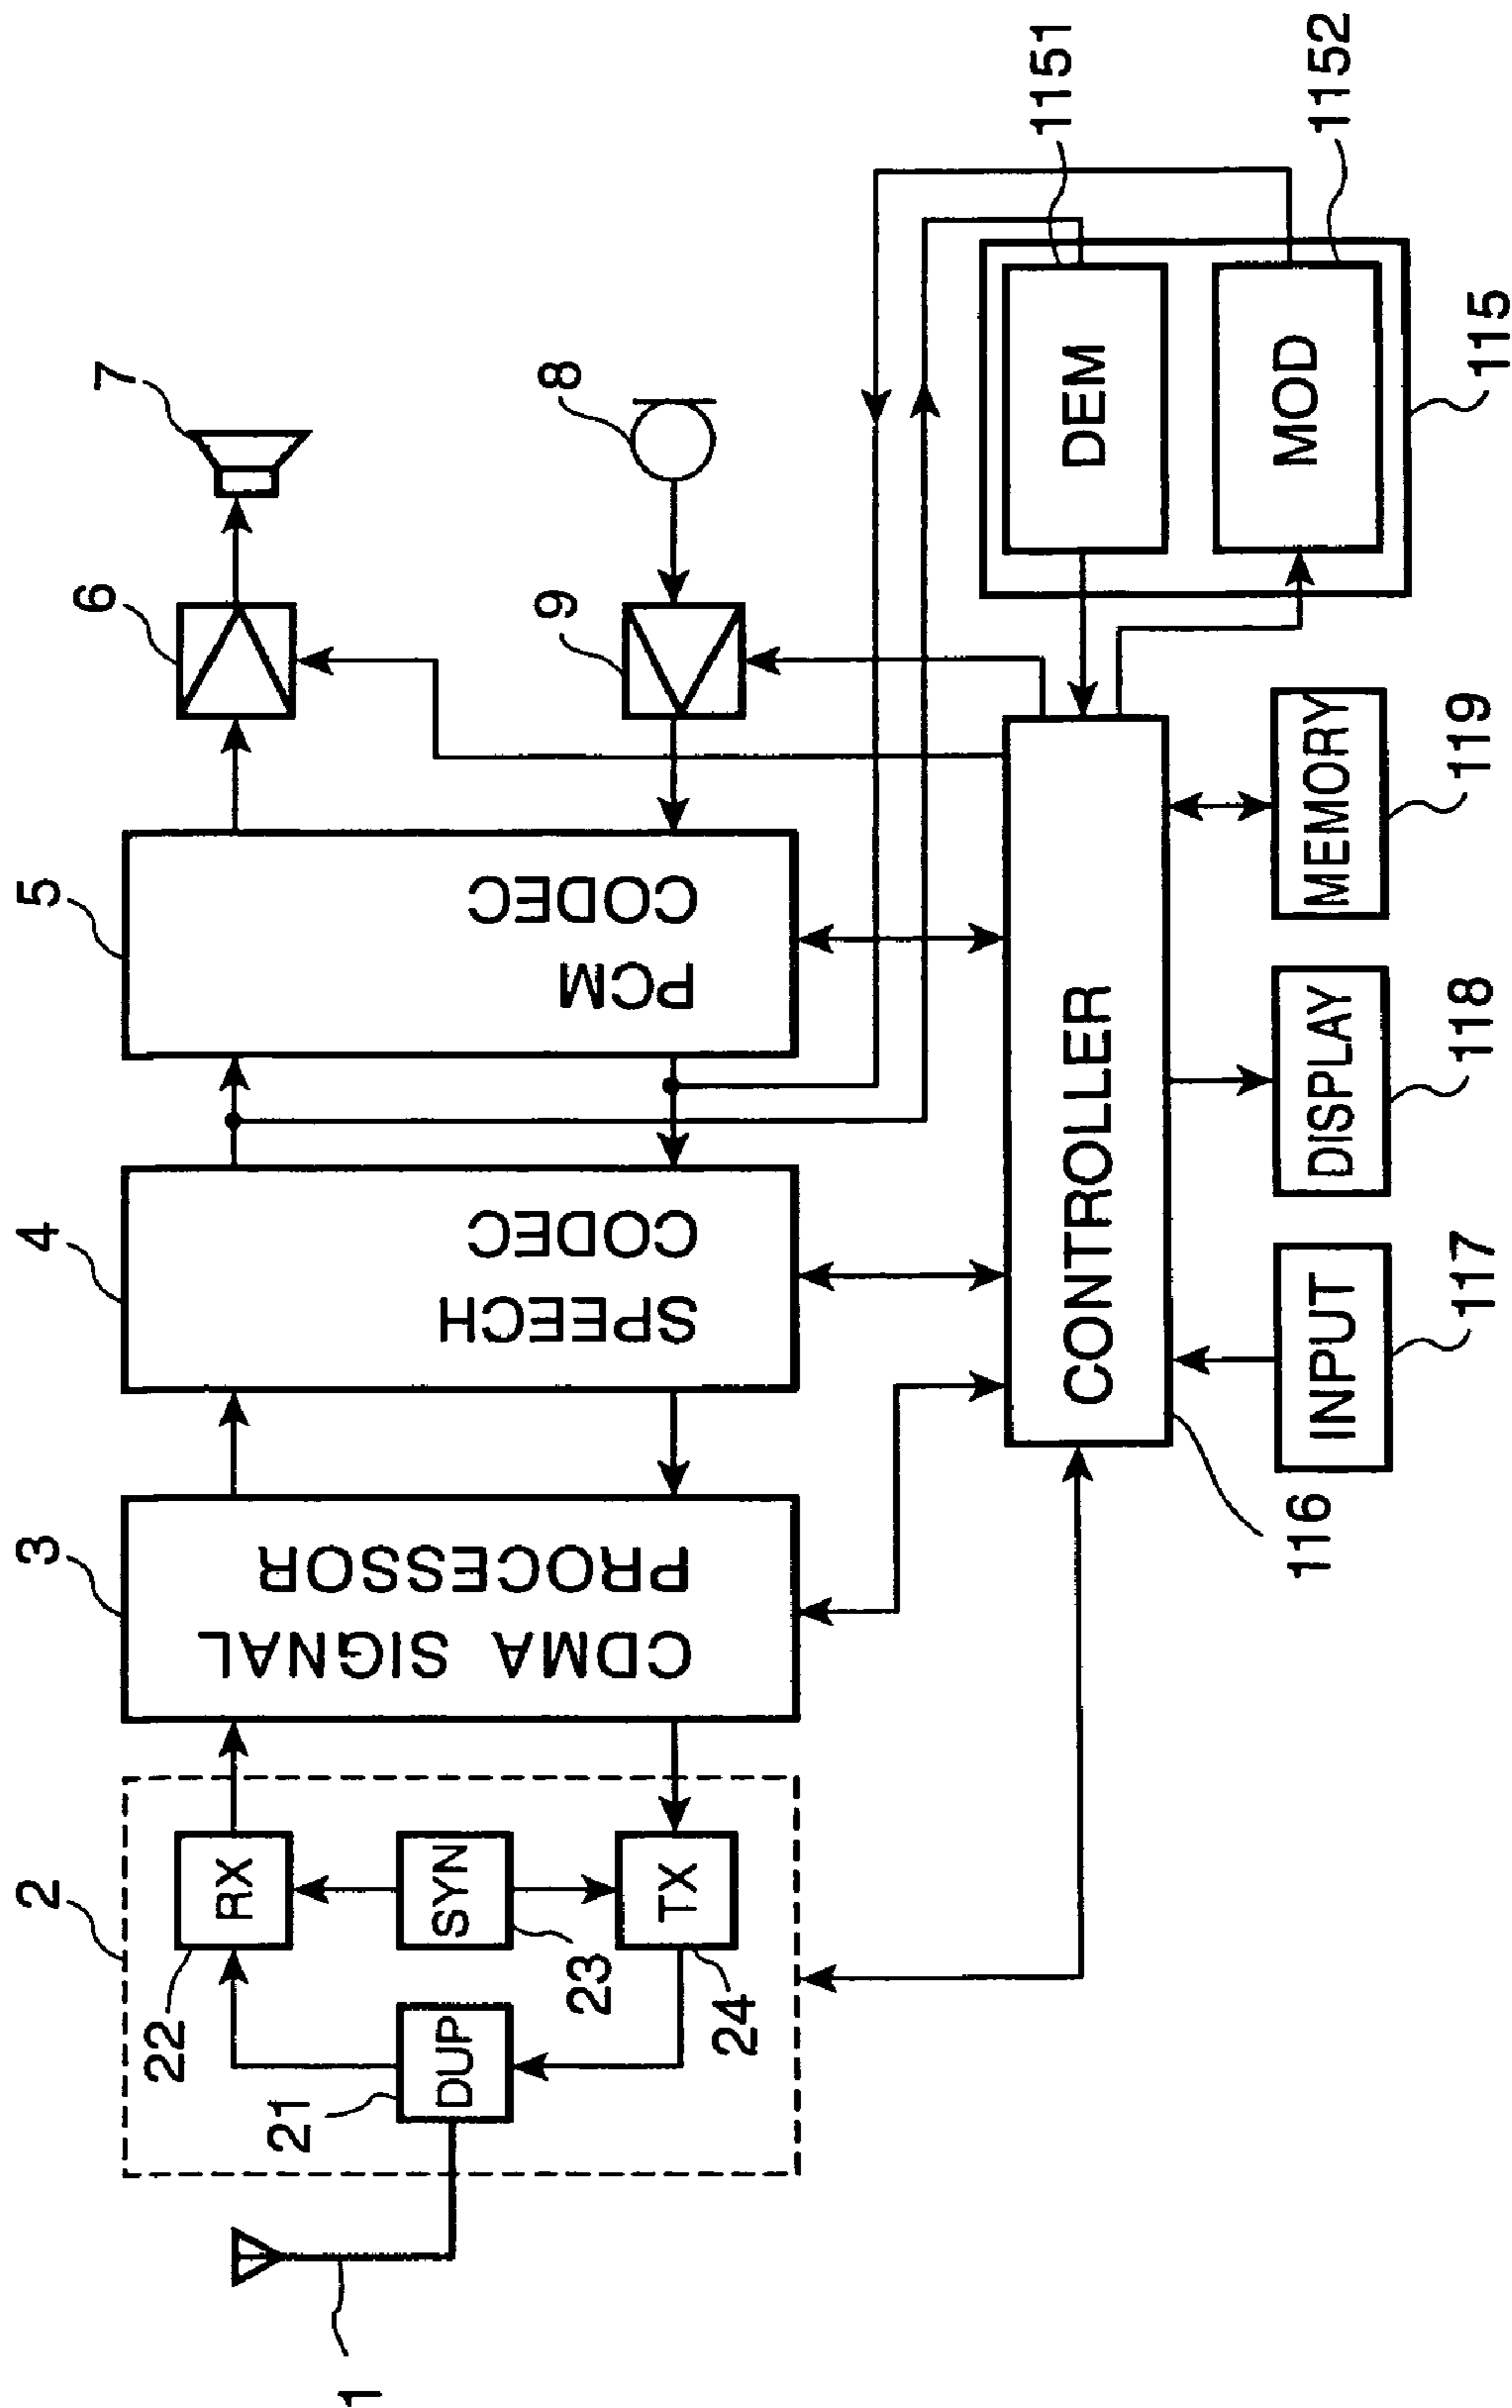 1
2
21
DUP
22
RX
SYN
23
TX
24
3
CDMA SIGNAL
PROCESSOR
4
SPEECH
CODEC
5
PCM
CODEC
6
7
8
9
CONTROLLER
116
INPUT
117
DISPLAY
118
MEMORY
119
DEM
1151
MOD
1152
115